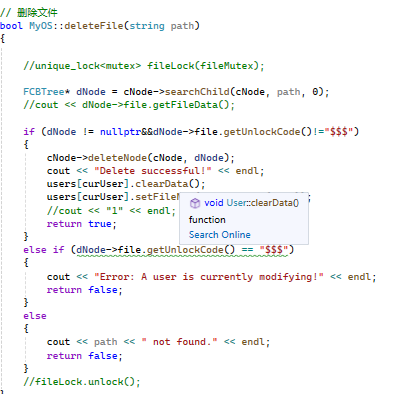 // 删除文件
bool MyOS::deleteFile(string path)
{
//unique_lock<mutex> fileLock(fileMutex);
FCBTree* dNode = cNode->searchChild(cNode, path, 0);
//cout << dNode->file.getFileData();
if (dNode != nullptr&&dNode->file.getUnlockCode()!="$$$")
{
cNode->deleteNode(cNode, dNode);
cout << "Delete successful!" << endl;
users[curUser].clearData();
users[curUser].setFile
void User::clearData()
//cout << "1" << endl;
function
return true;
Search Online
}
else if (dNode->file.getUnlockCode() == "$$$")
{
cout << "Error: A user is currently modifying!" << endl;
return false;
}
else
{
cout << path << " not found." << endl;
return false;
}
//fileLock.unlock();
}